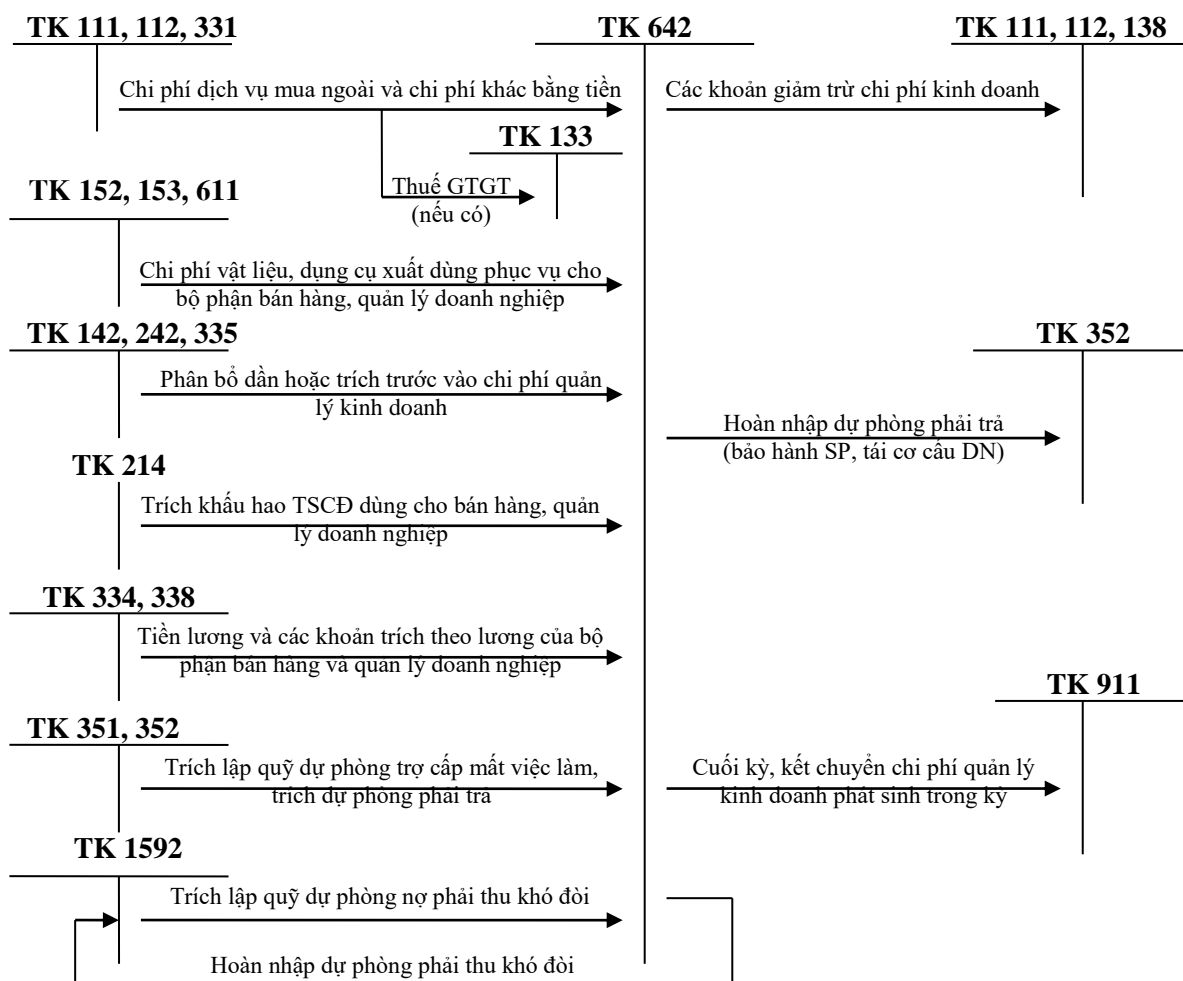 TK 111, 112, 331
TK 642
TK 111, 112, 138
Chi phí dịch vụ mua ngoài và chi phí khác bằng tiền
Các khoản giảm trừ chi phí kinh doanh
TK 133
Thuế GTGT
(nếu có)
TK 152, 153, 611
Chi phí vật liệu, dụng cụ xuất dùng phục vụ cho
bộ phận bán hàng, quản lý doanh nghiệp
TK 142, 242, 335
TK 352
Phân bổ dần hoặc trích trước vào chi phí quản
lý kinh doanh
Hoàn nhập dự phòng phải trả
(bảo hành SP, tái cơ cấu DN)
TK 214
Trích khấu hao TSCĐ dùng cho bán hàng, quản
lý doanh nghiệp
TK 334, 338
Tiền lương và các khoản trích theo lương của bộ
phận bán hàng và quản lý doanh nghiệp
TK 911
TK 351, 352
Trích lập quỹ dự phòng trợ cấp mất việc làm,
trích dự phòng phải trả
Cuối kỳ, kết chuyển chi phí quản lý
kinh doanh phát sinh trong kỳ
TK 1592
Trích lập quỹ dự phòng nợ phải thu khó đòi
Hoàn nhập dự phòng phải thu khó đòi